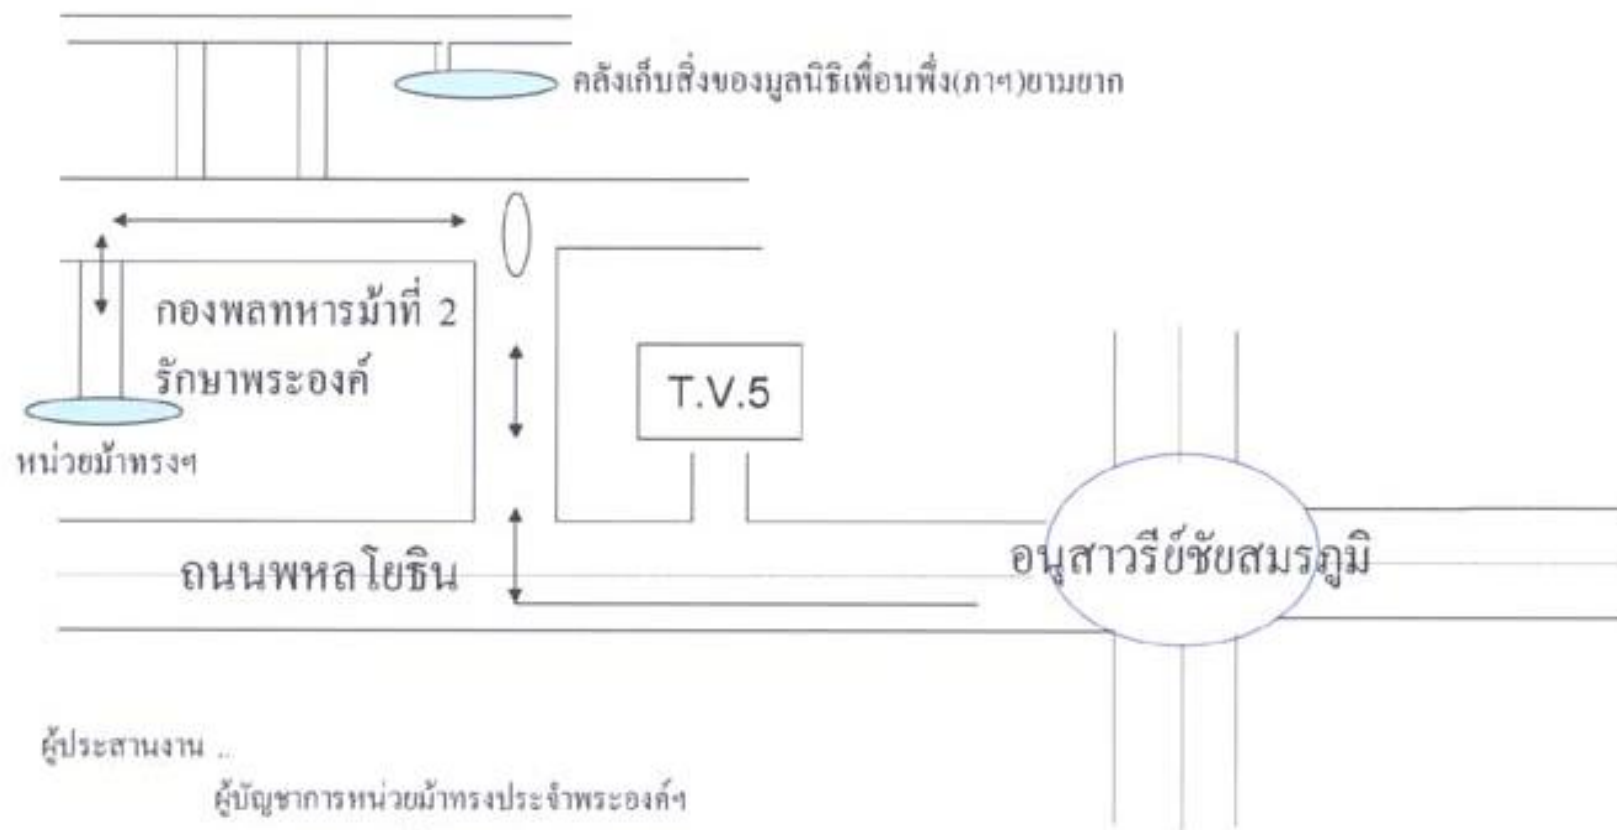 คลังเก็บสิ่งของมูลนิธิเพื่อนพึ่ง(ภาฯ)ยามยาก
กองพลทหารม้าที่ 2
รักษาพระองค์
T.V.5
หน่วยม้าทรงฯ
อนุสาวรีย์ชัยสมรภูมิ
ถนนพหลโยธิน
ผู้ประสานงาน ..
ผู้บัญชาการหน่วยม้าทรงประจำพระองค์ฯ